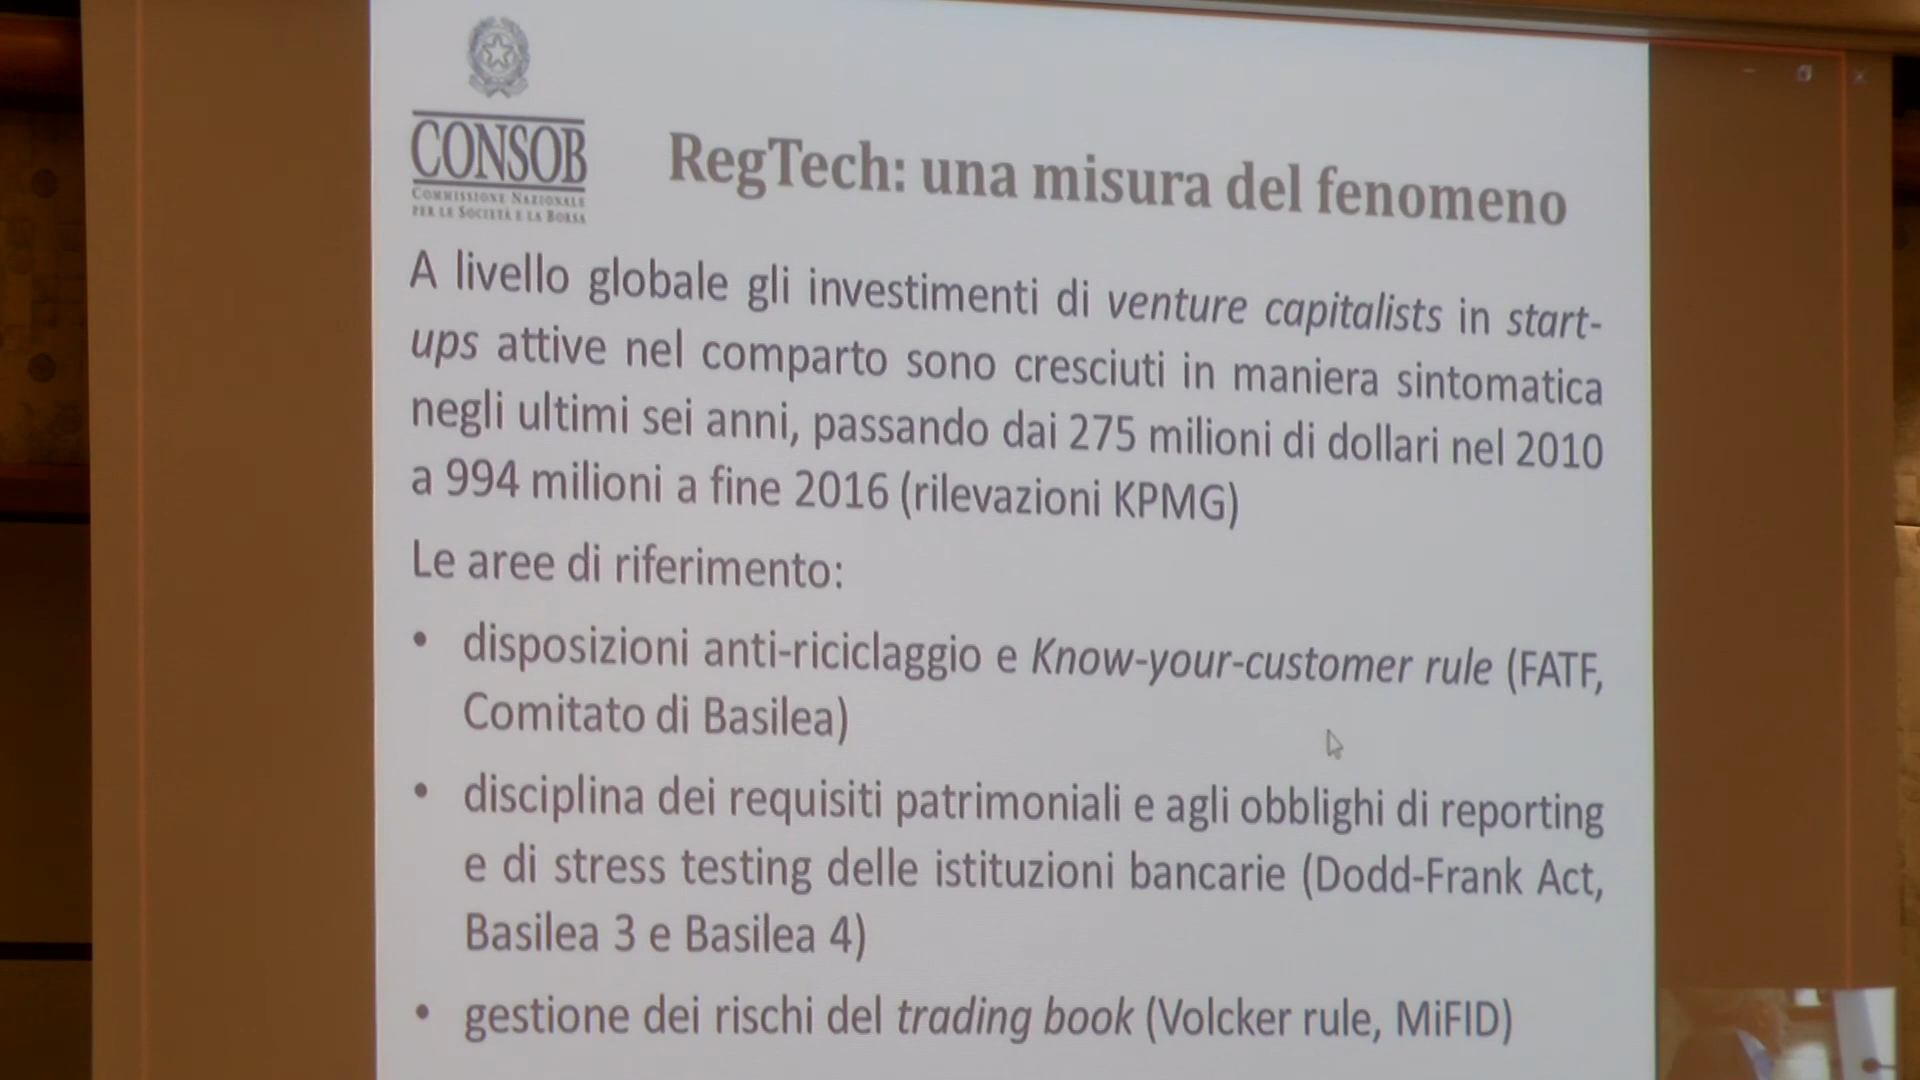 CONSOB
COMMISSIONE NAZIONALE
PER LE SOCIETÀ E LA BORSA
RegTech: una misura del fenomeno
A livello globale gli investimenti di venture capitalists in start-
ups attive nel comparto sono cresciuti in maniera sintomatica
negli ultimi sei anni, passando dai 275 milioni di dollari nel 2010
a 994 milioni a fine 2016 (rilevazioni KPMG)
Le aree di riferimento:
• disposizioni anti-riciclaggio e Know-your-customer rule (FATF,
Comitato di Basilea)
• disciplina dei requisiti patrimoniali e agli obblighi di reporting
e di stress testing delle istituzioni bancarie (Dodd-Frank Act,
Basilea 3 e Basilea 4)
• gestione dei rischi del trading book (Volcker rule, MiFID)